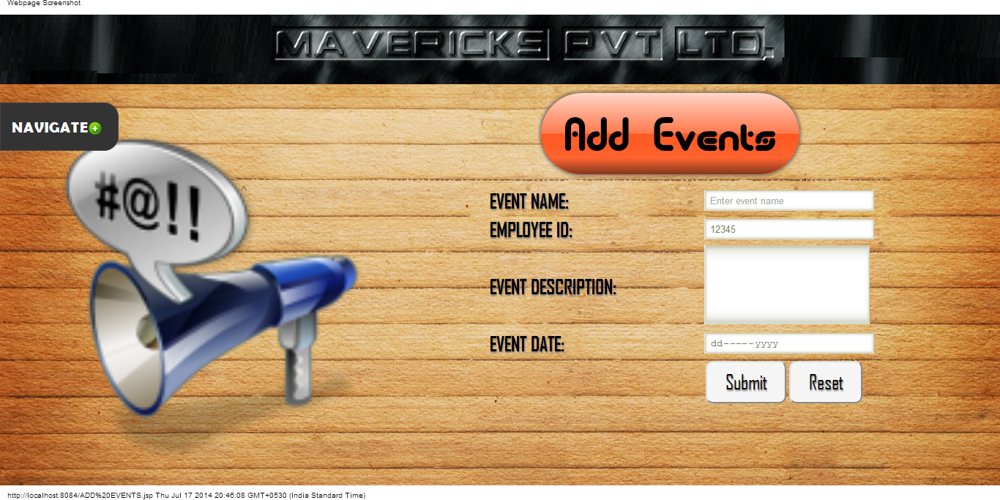 Webpage Screenshot
MAVERICKS PVT LTD.
NAVIGATE+
Add Events
#@!!
EVENT NAME: Enter event name
EMPLOYEE ID: 12345
EVENT DESCRIPTION:
EVENT DATE: dd-----yyyy
Submit Reset
http://localhost:8084/ADD%20EVENTS.jsp Thu Jul 17 2014 20:46:08 GMT+0530 (India Standard Time)